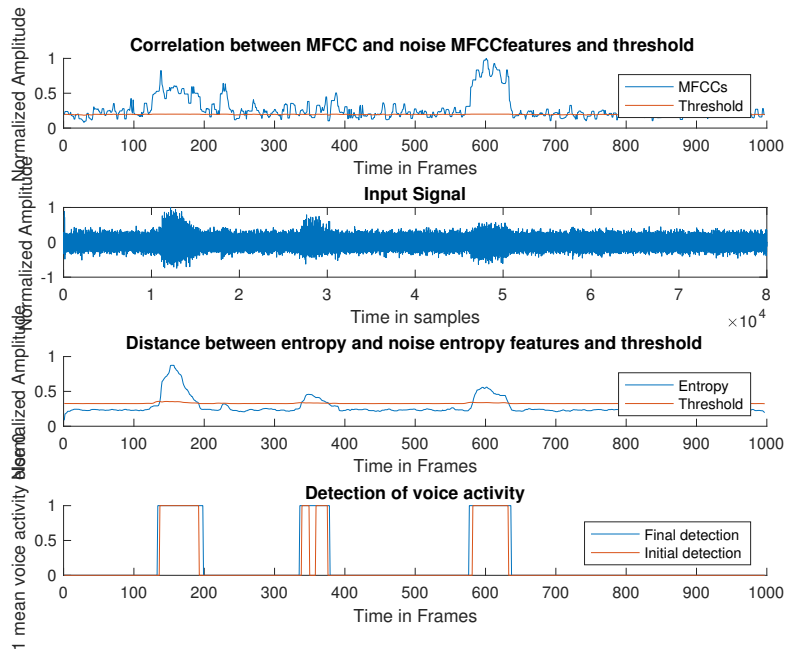 Correlation between MFCC and noise MFCCfeatures and threshold
Normalized Amplitude
1
0.5
0
MFCCs
Threshold
0 100 200 300 400 500 600 700 800 900 1000
Time in Frames
Input Signal
Normalized Amplitude
1
0
-1
0 1 2 3 4 5 6 7 8
Time in samples
×10⁴
Distance between entropy and noise entropy features and threshold
Normalized Amplitude
1
0.5
0
Entropy
Threshold
0 100 200 300 400 500 600 700 800 900 1000
Time in Frames
Detection of voice activity
1 mean voice activity else 0
1
0.5
0
Final detection
Initial detection
0 100 200 300 400 500 600 700 800 900 1000
Time in Frames